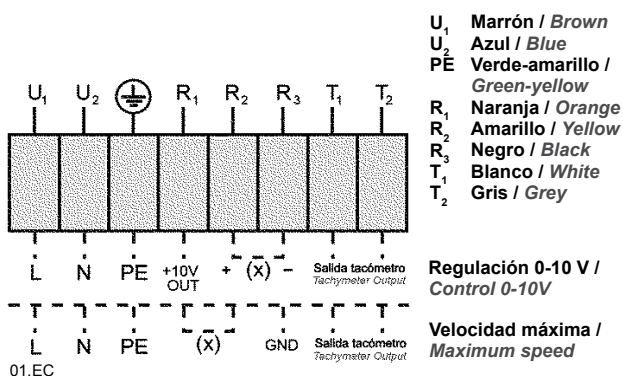 U₁ Marrón / Brown
U₂ Azul / Blue
PE Verde-amarillo /
Green-yellow
R₁ Naranja / Orange
R₂ Amarillo / Yellow
R₃ Negro / Black
T₁ Blanco / White
T₂ Gris / Grey
U₁ U₂ R₁ R₂ R₃ T₁ T₂
L N PE +10V OUT + (x) – Salida tacómetro
Tachymeter Output
Regulación 0-10 V /
Control 0-10V
L N PE (x) GND Salida tacómetro
Tachymeter Output
Velocidad máxima /
Maximum speed
01.EC